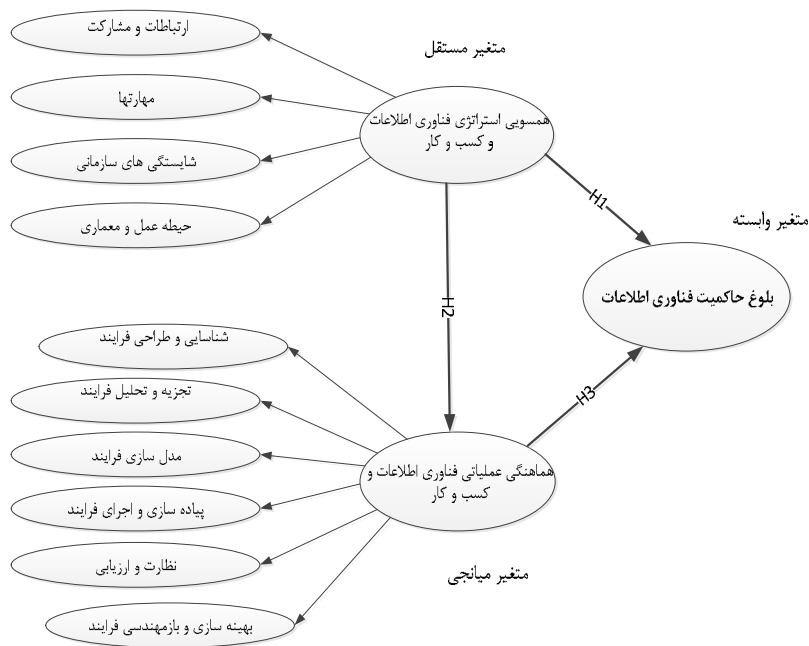 ارتباطات و مشارکت
متغیر مستقل
مهارتها
همسویی استراتژی فناوری اطلاعات
و کسب و کار
شایستگی های سازمانی
حیطه عمل و معماری
H1
متغیر وابسته
بلوغ حاکمیت فناوری اطلاعات
H2
شناسایی و طراحی فرایند
تجزیه و تحلیل فرایند
H3
مدل سازی فرایند
هماهنگی عملیاتی فناوری اطلاعات و
کسب و کار
پیاده سازی و اجرای فرایند
نظارت و ارزیابی
متغیر میانجی
بهینه سازی و بازمهندسی فرایند